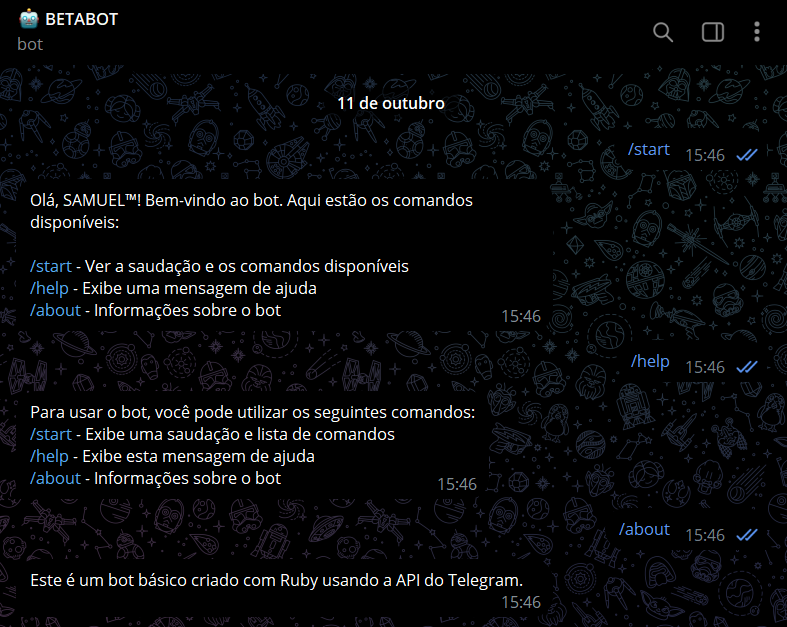 BETABOT
bot
11 de outubro
/start 15:46
Olá, SAMUEL™! Bem-vindo ao bot. Aqui estão os comandos
disponíveis:
/start - Ver a saudação e os comandos disponíveis
/help - Exibe uma mensagem de ajuda
/about - Informações sobre o bot
15:46
/help 15:46
Para usar o bot, você pode utilizar os seguintes comandos:
/start - Exibe uma saudação e lista de comandos
/help - Exibe esta mensagem de ajuda
/about - Informações sobre o bot
15:46
/about 15:46
Este é um bot básico criado com Ruby usando a API do Telegram.
15:46